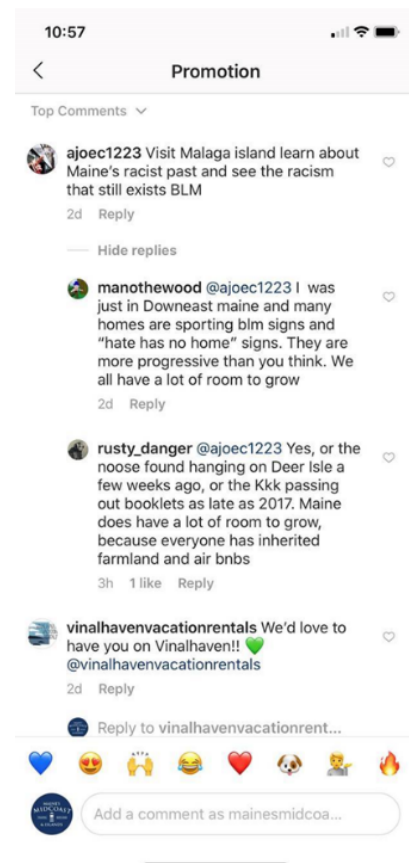 10:57
Promotion
Top Comments
ajoec1223 Visit Malaga island learn about
Maine's racist past and see the racism
that still exists BLM
2d Reply
Hide replies
manothewood @ajoec1223 I was
just in Downeast maine and many
homes are sporting blm signs and
“hate has no home” signs. They are
more progressive than you think. We
all have a lot of room to grow
2d Reply
rusty_danger @ajoec1223 Yes, or the
noose found hanging on Deer Isle a
few weeks ago, or the Kkk passing
out booklets as late as 2017. Maine
does have a lot of room to grow,
because everyone has inherited
farmland and air bnbs
3h 1 like Reply
vinalhavenvacationrentals We'd love to
have you on Vinalhaven!! 💚
@vinalhavenvacationrentals
2d Reply
Reply to vinalhavenvacationrent...
💙 😍 🙌 😂 ❤️ 🐶 💁‍♂️ 🔥
MAINE'S
MIDCOAST
& ISLANDS
Add a comment as mainesmidcoa...